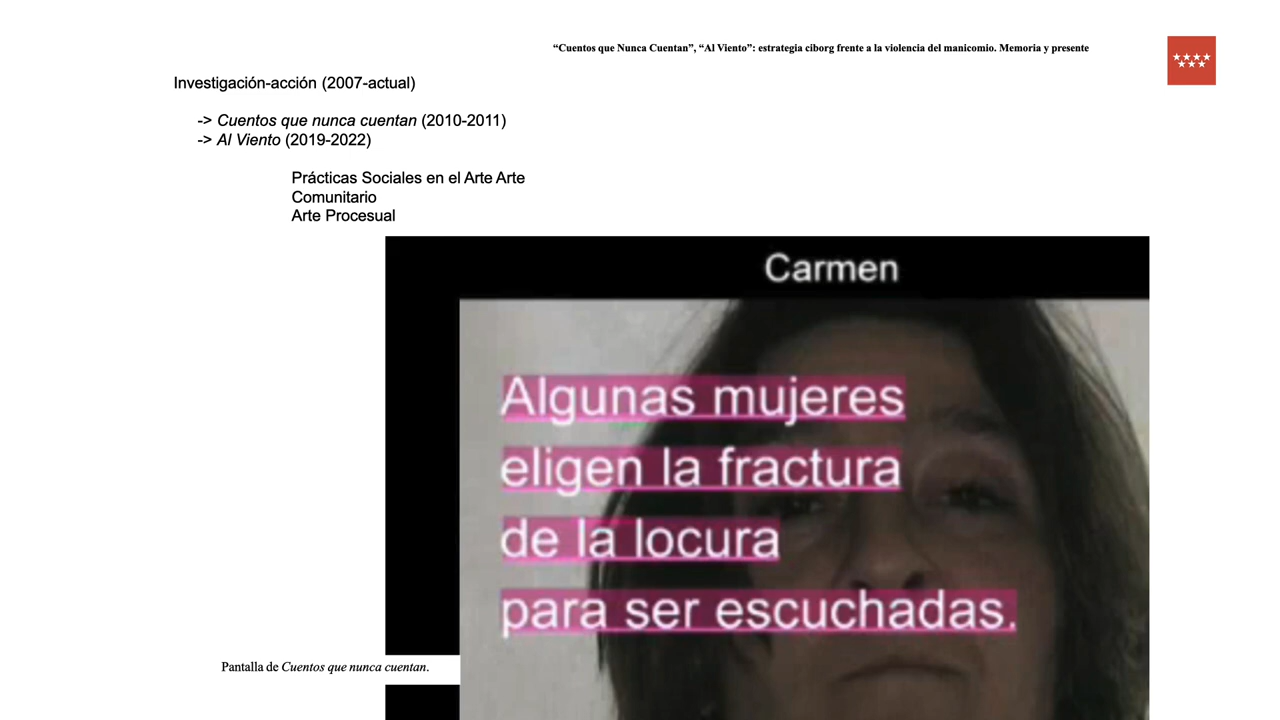 “Cuentos que Nunca Cuentan”, “Al Viento”: estrategia ciborg frente a la violencia del manicomio. Memoria y presente
Investigación-acción (2007-actual)
-> Cuentos que nunca cuentan (2010-2011)
-> Al Viento (2019-2022)
Prácticas Sociales en el Arte Arte
Comunitario
Arte Procesual
Carmen
Algunas mujeres
eligen la fractura
de la locura
para ser escuchadas.
Pantalla de Cuentos que nunca cuentan.